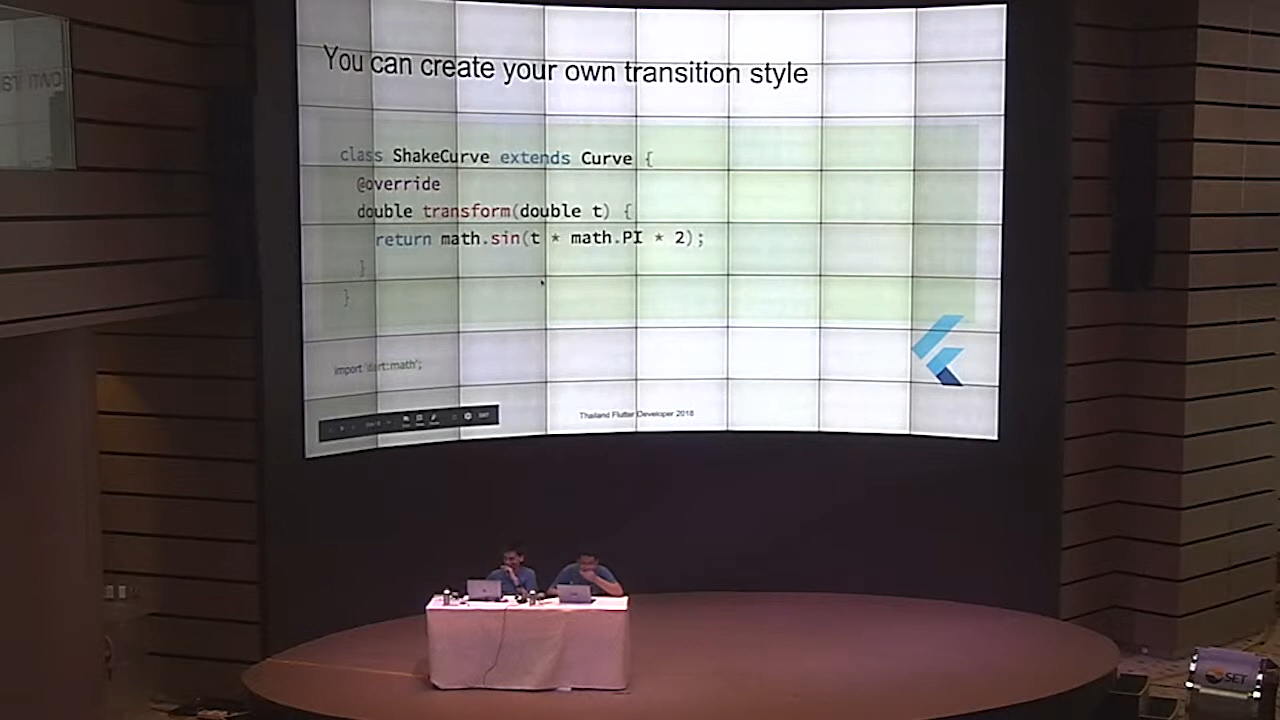 You can create your own transition style
class ShakeCurve extends Curve {
@override
double transform(double t) {
return math.sin(t * math.PI * 2);
}
}
import 'dart:math';
Thailand Flutter Developer 2018
SET